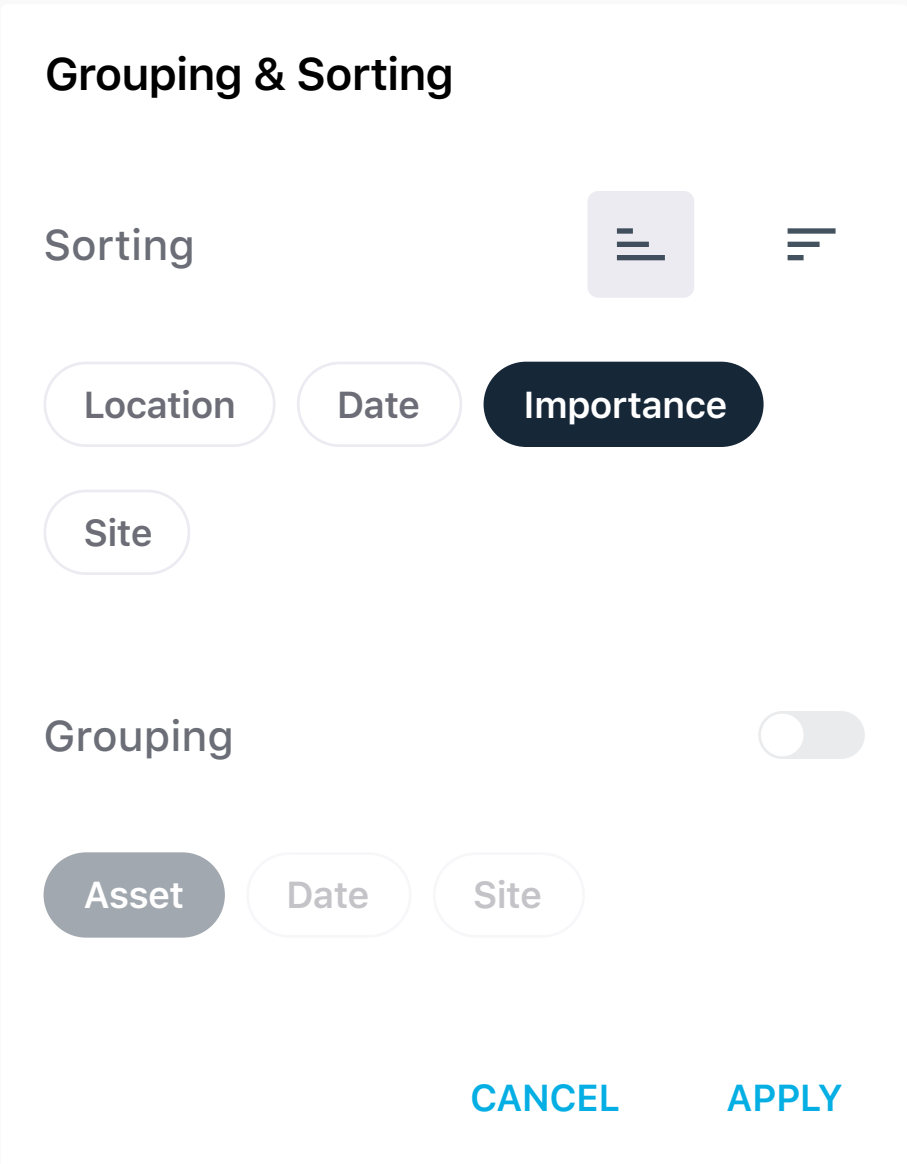 Grouping & Sorting
Sorting
Location Date Importance
Site
Grouping
Asset Date Site
CANCEL APPLY